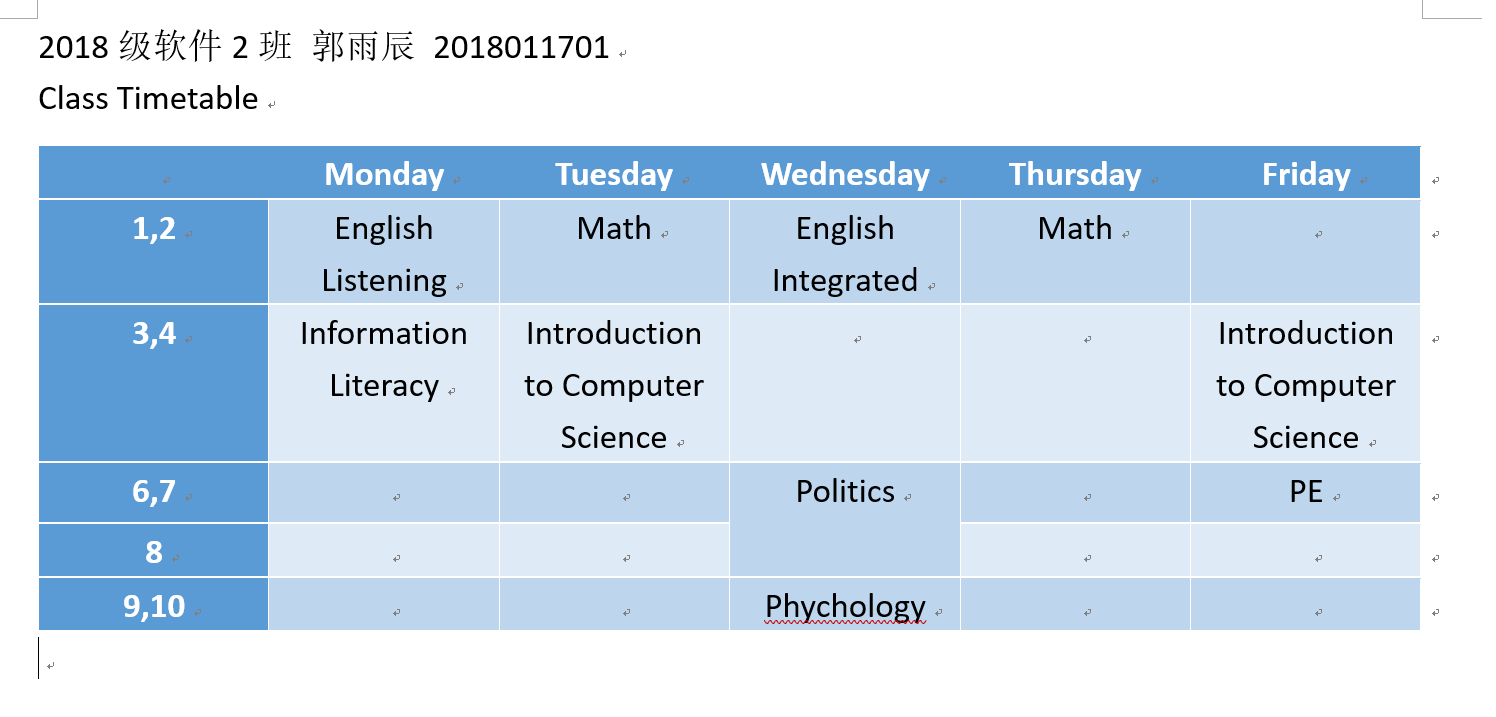 2018 级软件 2 班 郭雨辰 2018011701
Class Timetable
Monday Tuesday Wednesday Thursday Friday
1,2 English Math English Math
Listening Integrated
3,4 Information Introduction Introduction
Literacy to Computer to Computer
Science Science
6,7 Politics PE
8
9,10 Phychology